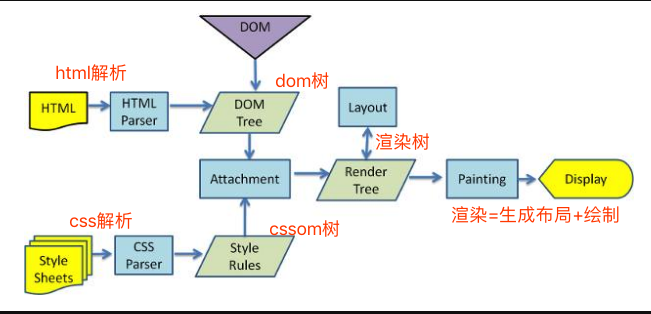 DOM
html解析
dom树
HTML
HTML
Parser
DOM
Tree
Layout
渲染树
Attachment
Render
Tree
Painting
Display
css解析
cssom树
渲染=生成布局+绘制
Style
Sheets
CSS
Parser
Style
Rules